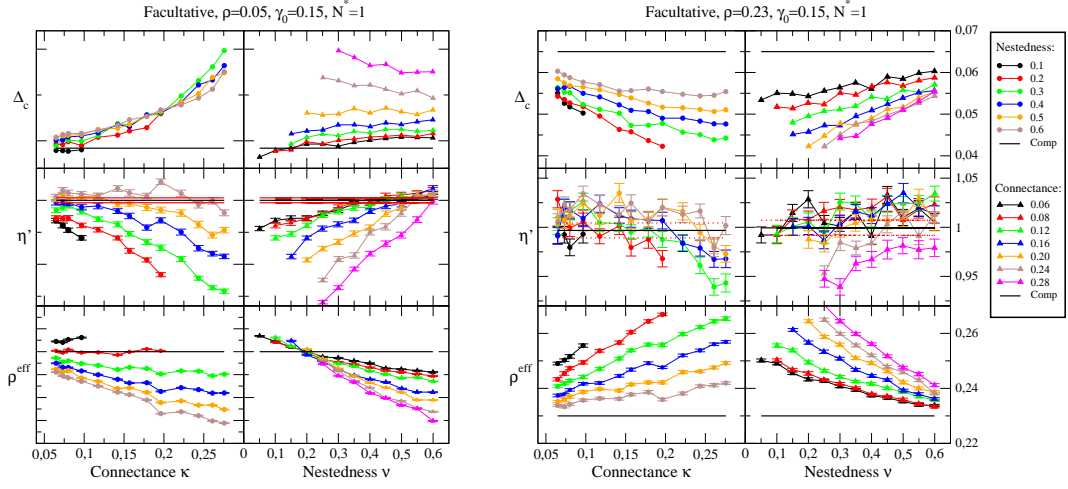 Facultative, ρ=0.05, γ₀=0.15, N*=1
Δc
η'
ρ^eff
0,05 0,1 0,15 0,2 0,25
Connectance κ
0 0,1 0,2 0,3 0,4 0,5 0,6
Nestedness ν
Facultative, ρ=0.23, γ₀=0.15, N*=1
Δc
η'
ρ^eff
0,07
0,06
0,05
0,04
1,05
1
0,95
0,26
0,24
0,22
0,05 0,1 0,15 0,2 0,25
Connectance κ
0 0,1 0,2 0,3 0,4 0,5 0,6
Nestedness ν
Nestedness:
0.1
0.2
0.3
0.4
0.5
0.6
Comp
Connectance:
0.06
0.08
0.12
0.16
0.20
0.24
0.28
Comp